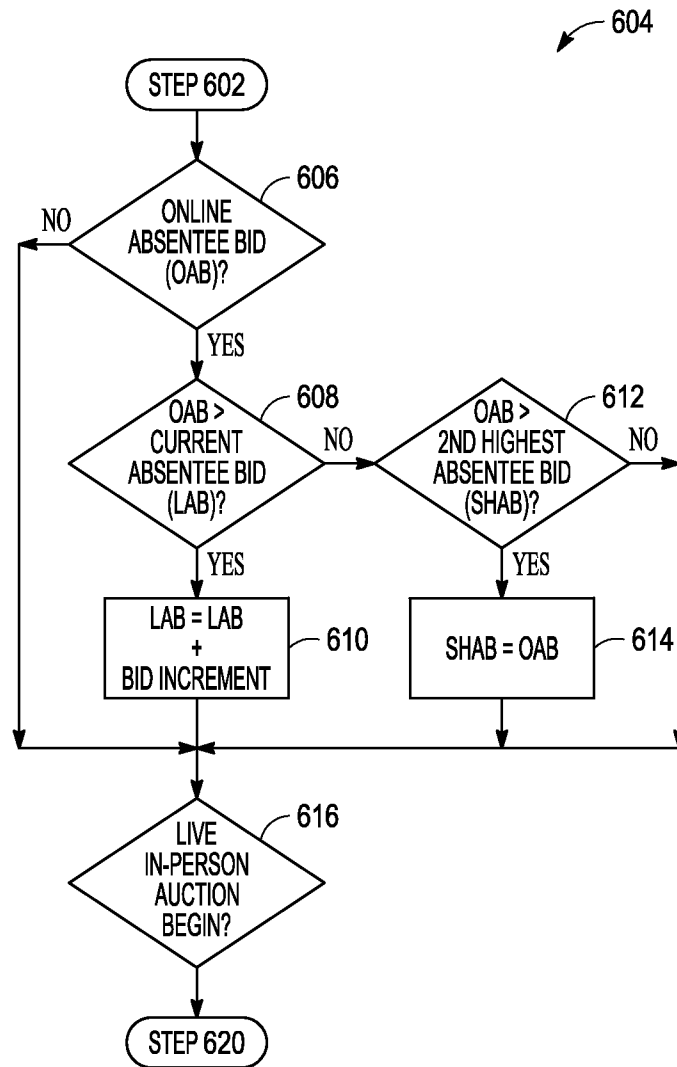 604
STEP 602
606
NO
ONLINE
ABSENTEE BID
(OAB)?
YES
608
OAB >
CURRENT
ABSENTEE BID
(LAB)?
NO
612
OAB >
2ND HIGHEST
ABSENTEE BID
(SHAB)?
NO
YES
YES
LAB = LAB
+
BID INCREMENT
610
SHAB = OAB
614
616
LIVE
IN-PERSON
AUCTION
BEGIN?
STEP 620